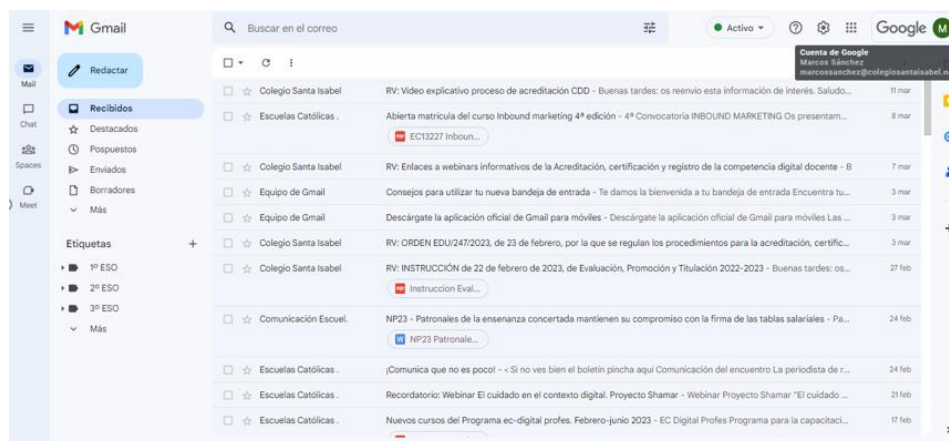 Gmail
Buscar en el correo
Activo
Google
M
Cuenta de Google
Marcos Sánchez
marcossanchez@colegiosantaisabel.n
Mail
Chat
Spaces
Meet
Redactar
Recibidos
Destacados
Pospuestos
Enviados
Borradores
Más
Etiquetas
1º ESO
2º ESO
3º ESO
Más
Colegio Santa Isabel RV: Video explicativo proceso de acreditación CDD - Buenas tardes: os reenvio esta información de interés. Saludo... 11 mar
Escuelas Católicas . Abierta matricula del curso Inbound marketing 4ª edición - 4ª Convocatoria INBOUND MARKETING Os presentam... 8 mar
EC13227 Inboun...
Colegio Santa Isabel RV: Enlaces a webinars informativos de la Acreditación, certificación y registro de la competencia digital docente - B 7 mar
Equipo de Gmail Consejos para utilizar tu nueva bandeja de entrada - Te damos la bienvenida a tu bandeja de entrada Encuentra tu... 3 mar
Equipo de Gmail Descárgate la aplicación oficial de Gmail para móviles - Descárgate la aplicación oficial de Gmail para móviles Las ... 3 mar
Colegio Santa Isabel RV: ORDEN EDU/247/2023, de 23 de febrero, por la que se regulan los procedimientos para la acreditación, certific... 3 mar
Colegio Santa Isabel RV: INSTRUCCIÓN de 22 de febrero de 2023, de Evaluación, Promoción y Titulación 2022-2023 - Buenas tardes: os... 27 feb
PDF Instruccion Eval...
Comunicación Escuel. NP23 - Patronales de la ensenanza concertada mantienen su compromiso con la firma de las tablas salariales - Pa... 24 feb
W NP23 Patronale...
Escuelas Católicas . ¡Comunica que no es poco! - < Si no ves bien el boletín pincha aqui Comunicación del encuentro La periodista de r... 24 feb
Escuelas Católicas . Recordatorio: Webinar El cuidado en el contexto digital. Proyecto Shamar - Webinar Proyecto Shamar "El cuidado ... 21 feb
Escuelas Católicas . Nuevos cursos del Programa ec-digital profes. Febrero-junio 2023 - EC Digital Profes Programa para la capacitaci... 17 feb